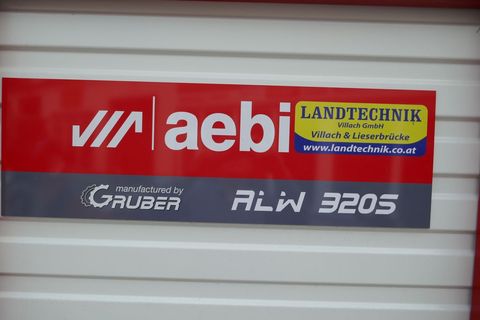 aebi
LANDTECHNIK
Villach GmbH
Villach & Lieserbrücke
www.landtechnik.co.at
manufactured by
GRUBER
ALW 320S